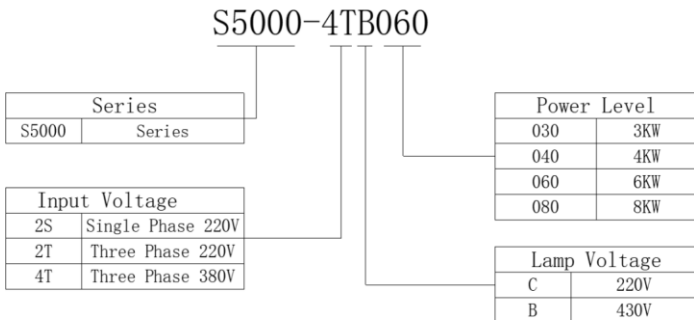 S5000-4TB060
Series
S5000 Series
Input Voltage
2S Single Phase 220V
2T Three Phase 220V
4T Three Phase 380V
Power Level
030 3KW
040 4KW
060 6KW
080 8KW
Lamp Voltage
C 220V
B 430V